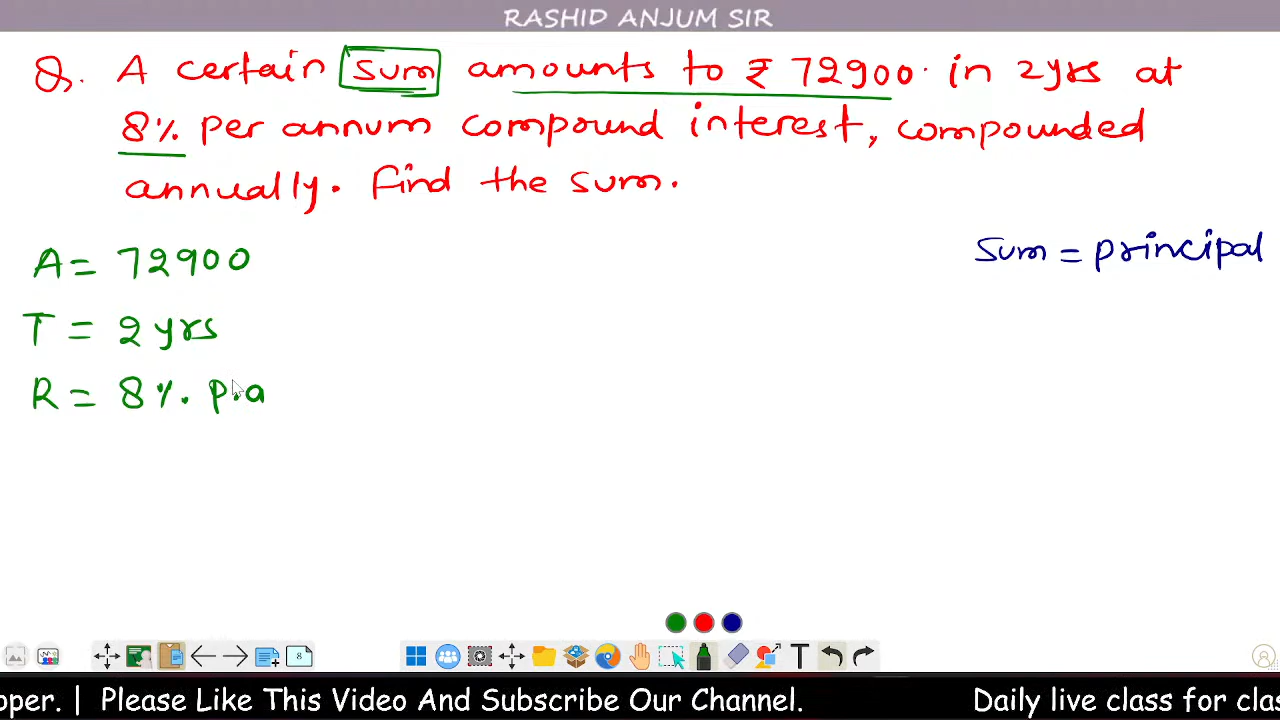 RASHID ANJUM SIR
Q. A certain sum amounts to ₹ 72900 in 2yrs at
8% per annum compound interest, compounded
annually. Find the sum.
A = 72900
sum = principal
T = 2 yrs
R = 8% p.a
8
pper. | Please Like This Video And Subscribe Our Channel. Daily live class for clas